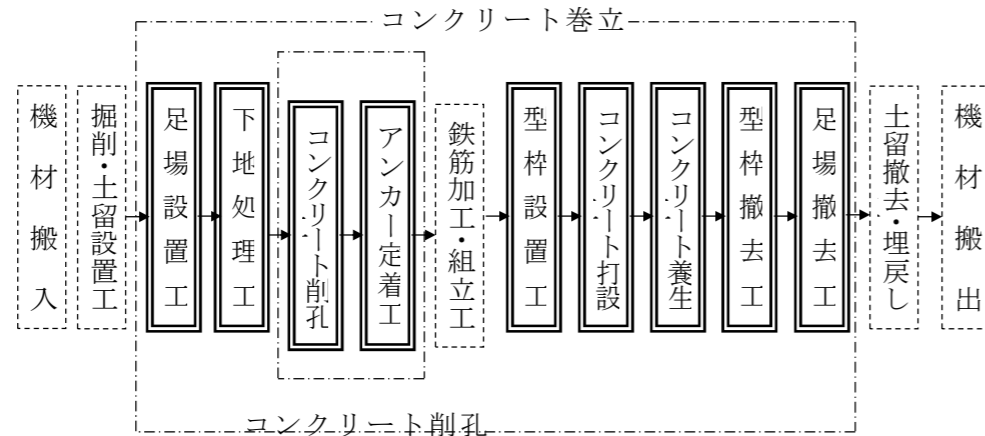 コンクリート巻立
機材搬入
掘削・土留設置工
足場設置工
下地処理工
コンクリート削孔
アンカー定着工
鉄筋加工・組立工
型枠設置工
コンクリート打設
コンクリート養生
型枠撤去工
足場撤去工
土留撤去・埋戻し
機材搬出
コンクリート削孔